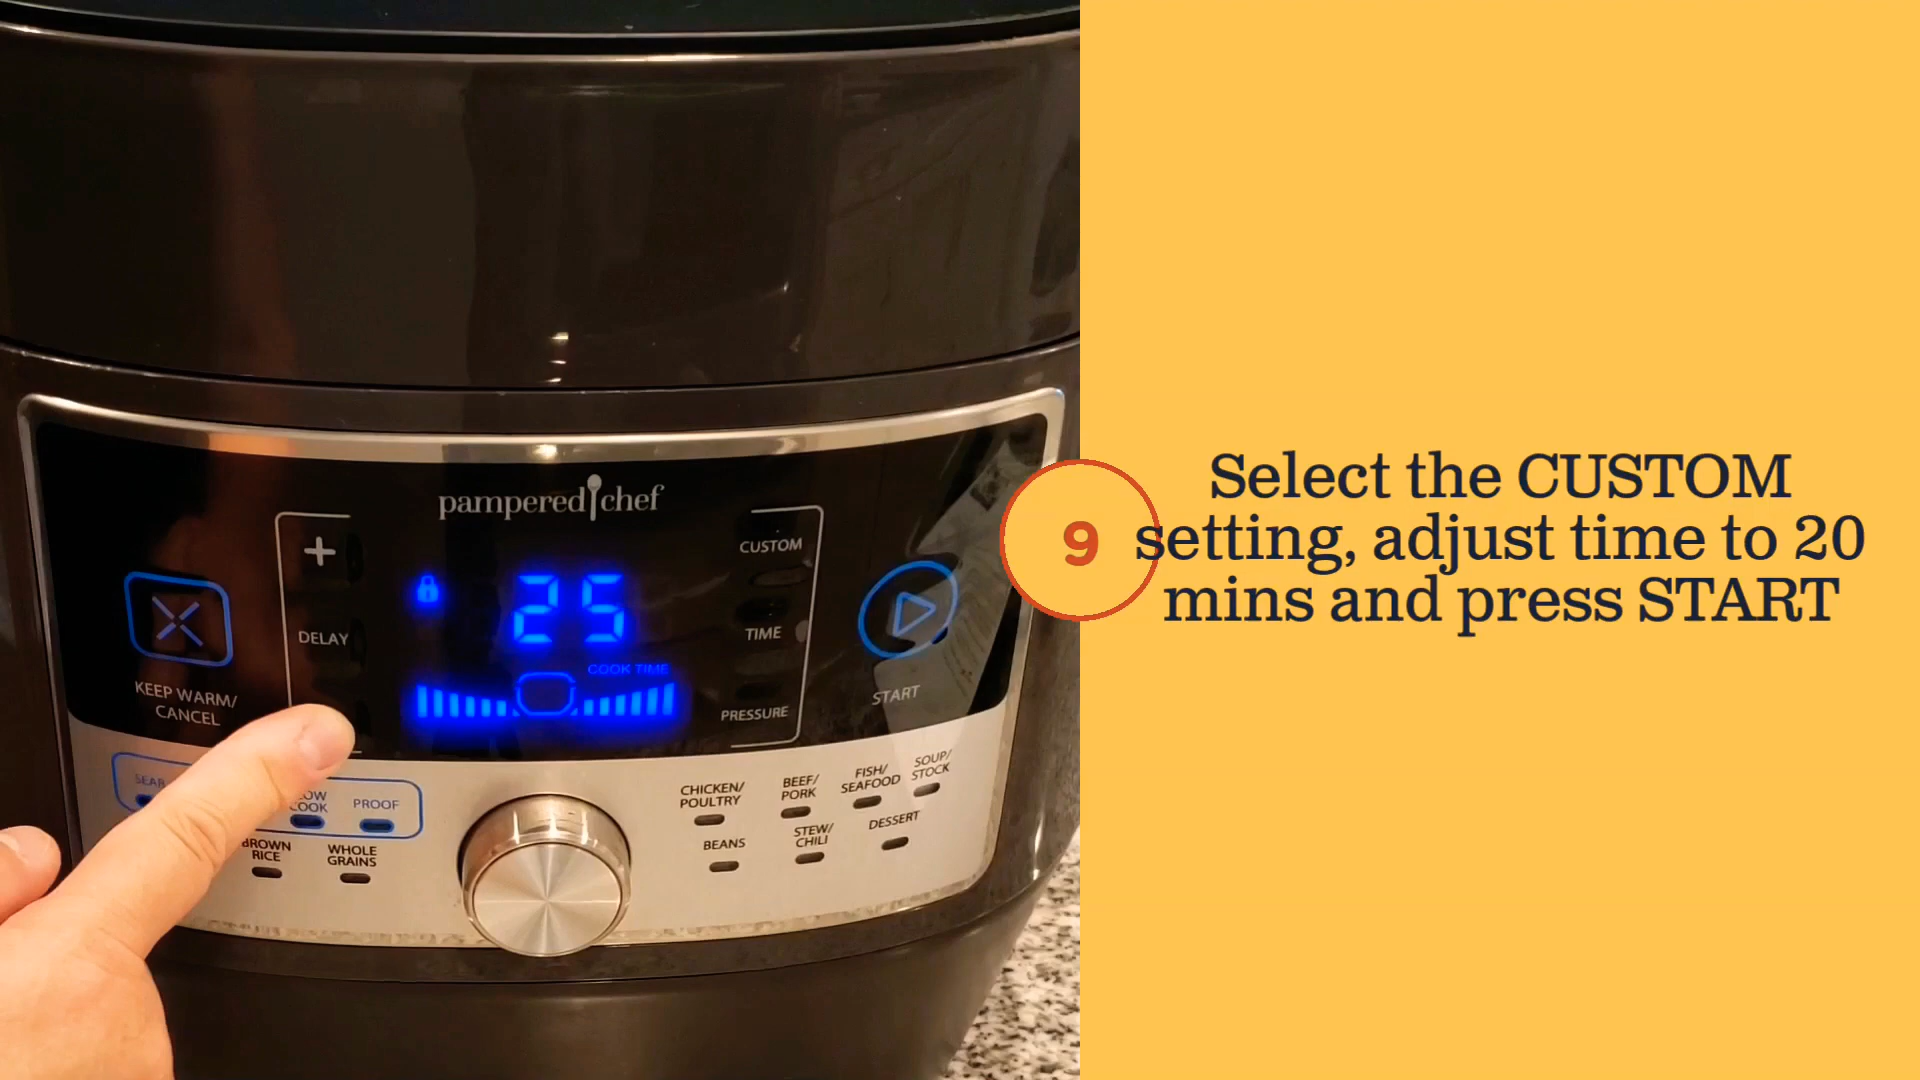 pampered chef
+
CUSTOM
25
DELAY
TIME
COOK TIME
KEEP WARM/
CANCEL
PRESSURE
START
SEAR
COOK
PROOF
BROWN
RICE
WHOLE
GRAINS
CHICKEN/
POULTRY
BEEF/
PORK
FISH/
SEAFOOD
SOUP/
STOCK
BEANS
STEW/
CHILI
DESSERT
9
Select the CUSTOM
setting, adjust time to 20
mins and press START